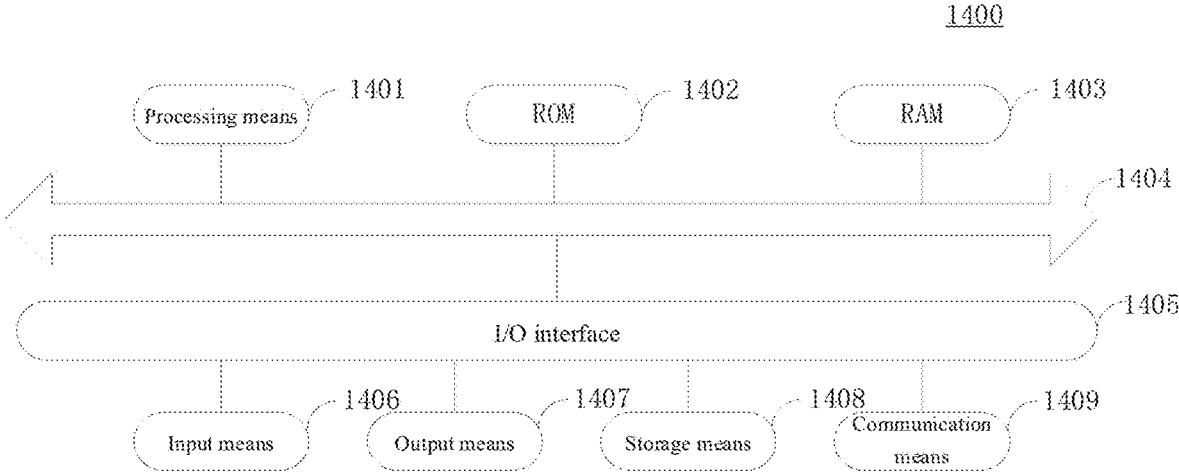 1400
1401
1402
1403
Processing means
ROM
RAM
1404
1405
I/O interface
1406
1407
1408
1409
Input means
Output means
Storage means
Communication
means